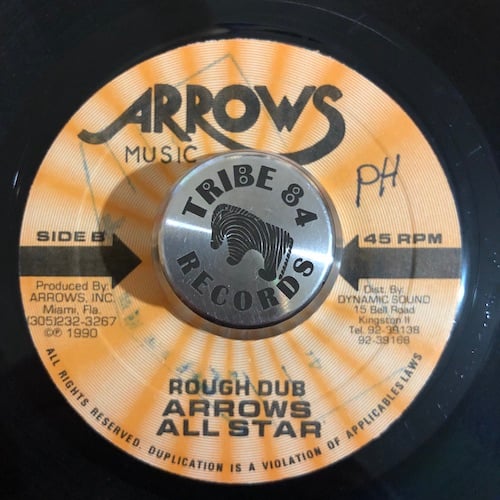 ARROWS
MUSIC
PH
TRIBE 84
RECORDS
SIDE B
45 RPM
Produced By:
ARROWS, INC.
Miami, Fla.
(305)232-3267
©℗ 1990
Dist. By:
DYNAMIC SOUND
15 Bell Road
Kingston 11
Tel. 92-39138
92-39168
ROUGH DUB
ARROWS
ALL STAR
ALL RIGHTS RESERVED. DUPLICATION IS A VIOLATION OF APPLICABLES LAWS